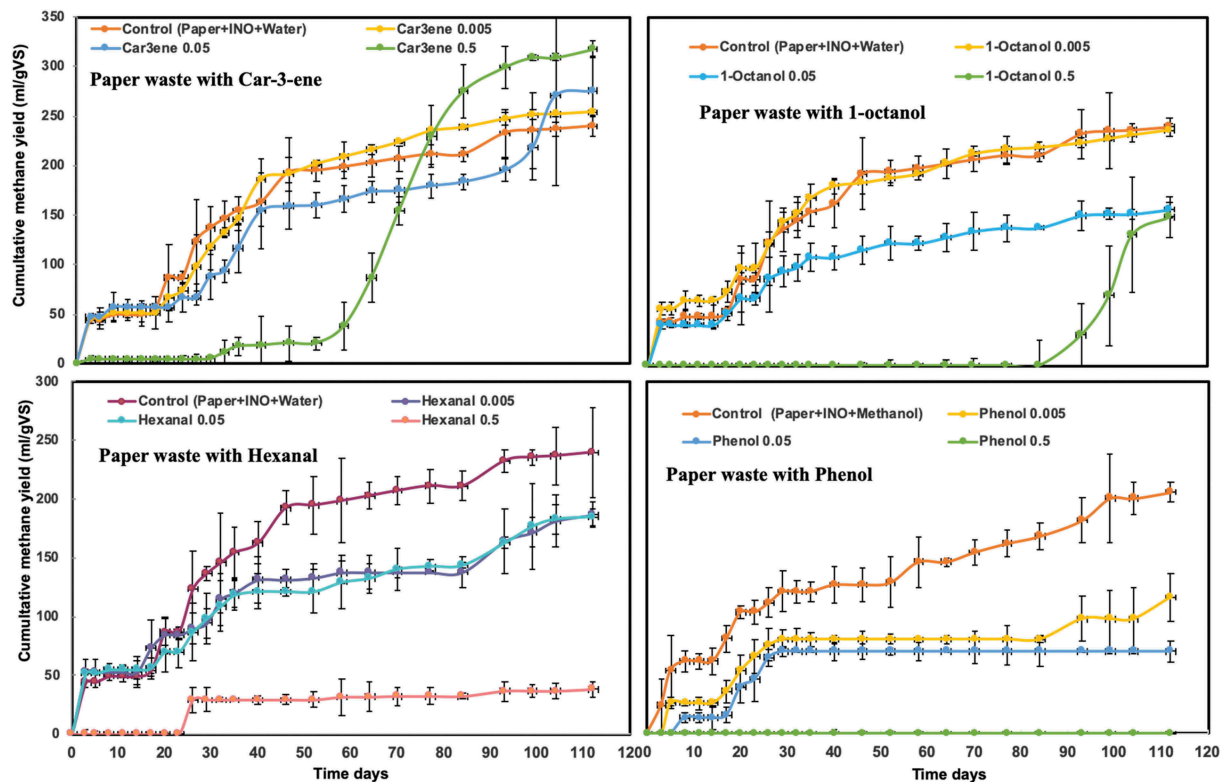 Cumultative methane yield (ml/gVS)
350
300
250
200
150
100
50
0
Control (Paper+INO+Water)
Car3ene 0.005
Car3ene 0.05
Car3ene 0.5
Paper waste with Car-3-ene
Control (Paper+INO+Water)
1-Octanol 0.005
1-Octanol 0.05
1-Octanol 0.5
Paper waste with 1-octanol
Cumultative methane yield (ml/gVS)
300
250
200
150
100
50
0
Control (Paper+INO+Water)
Hexanal 0.005
Hexanal 0.05
Hexanal 0.5
Paper waste with Hexanal
0 10 20 30 40 50 60 70 80 90 100 110 120
Time days
Control (Paper+INO+Methanol)
Phenol 0.005
Phenol 0.05
Phenol 0.5
Paper waste with Phenol
0 10 20 30 40 50 60 70 80 90 100 110 120
Time days